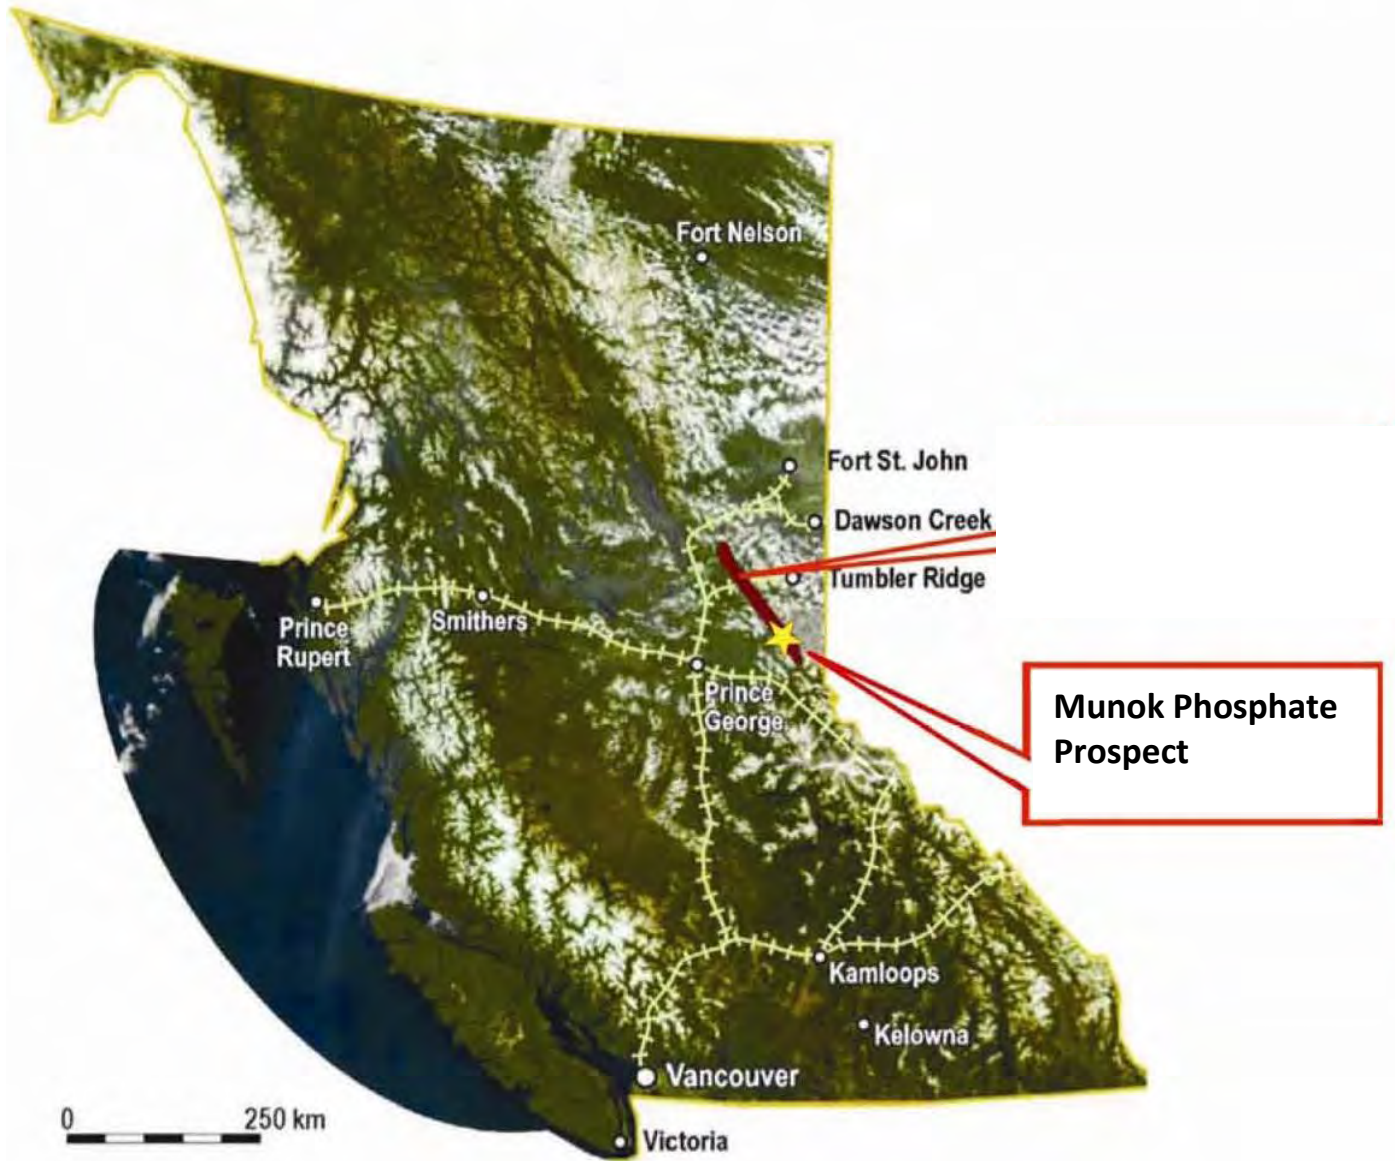 Fort Nelson
Fort St. John
Dawson Creek
Tumbler Ridge
Smithers
Prince
Rupert
Prince
George
Munok Phosphate
Prospect
Kamloops
Kelowna
Vancouver
0 250 km
Victoria